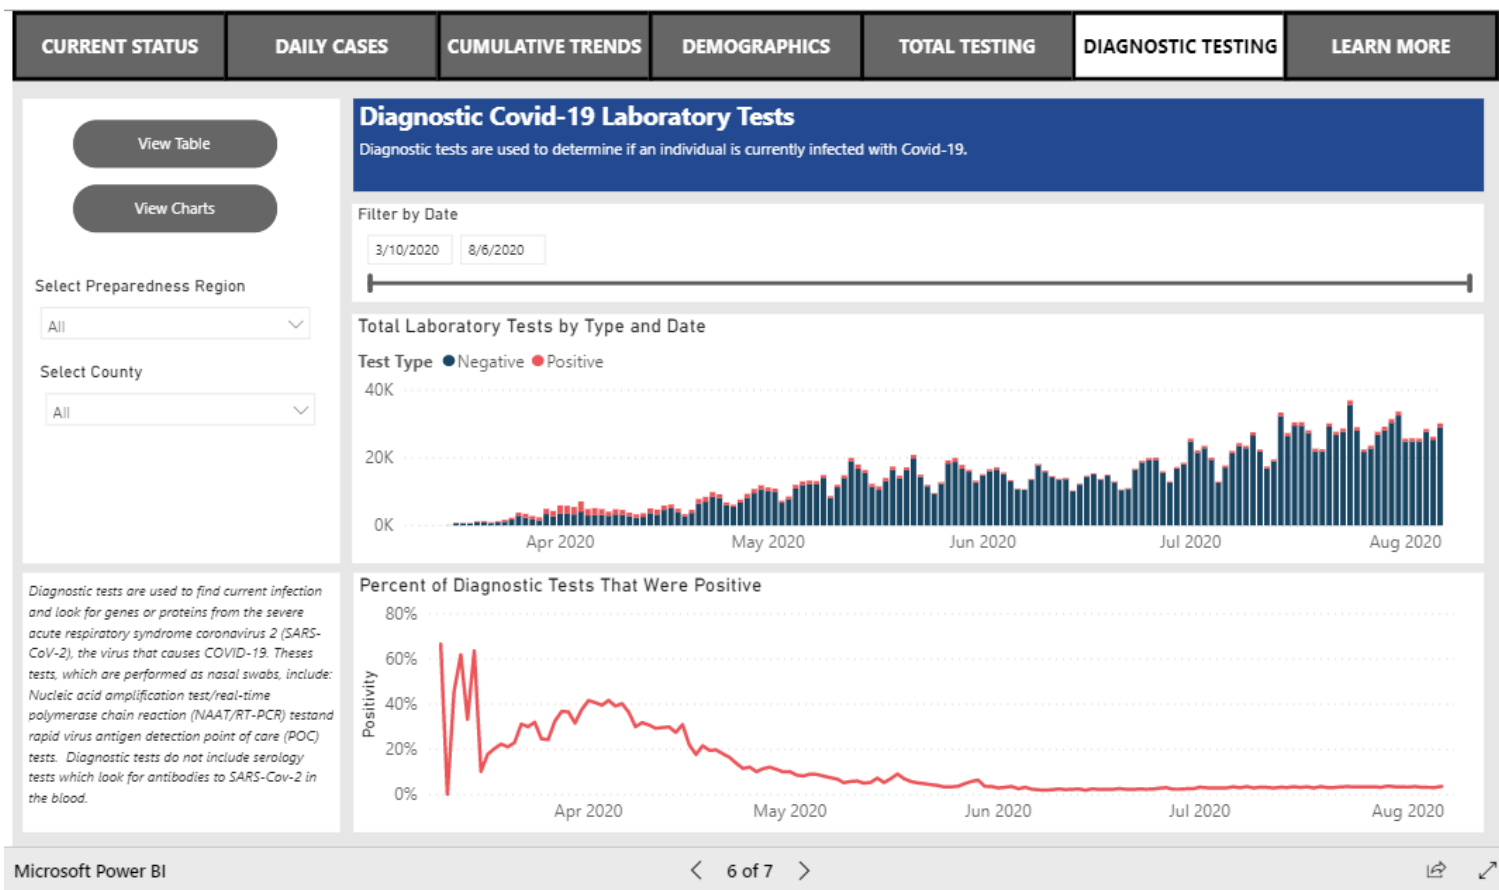 CURRENT STATUS
DAILY CASES
CUMULATIVE TRENDS
DEMOGRAPHICS
TOTAL TESTING
DIAGNOSTIC TESTING
LEARN MORE
View Table
View Charts
Select Preparedness Region
All
Select County
All
Diagnostic tests are used to find current infection
and look for genes or proteins from the severe
acute respiratory syndrome coronavirus 2 (SARS-
CoV-2), the virus that causes COVID-19. Theses
tests, which are performed as nasal swabs, include:
Nucleic acid amplification test/real-time
polymerase chain reaction (NAAT/RT-PCR) testand
rapid virus antigen detection point of care (POC)
tests.  Diagnostic tests do not include serology
tests which look for antibodies to SARS-Cov-2 in
the blood.
Diagnostic Covid-19 Laboratory Tests
Diagnostic tests are used to determine if an individual is currently infected with Covid-19.
Filter by Date
3/10/2020
8/6/2020
Total Laboratory Tests by Type and Date
Test Type Negative Positive
40K
20K
0K
Apr 2020
May 2020
Jun 2020
Jul 2020
Aug 2020
Percent of Diagnostic Tests That Were Positive
Positivity
80%
60%
40%
20%
0%
Apr 2020
May 2020
Jun 2020
Jul 2020
Aug 2020
Microsoft Power BI
6 of 7